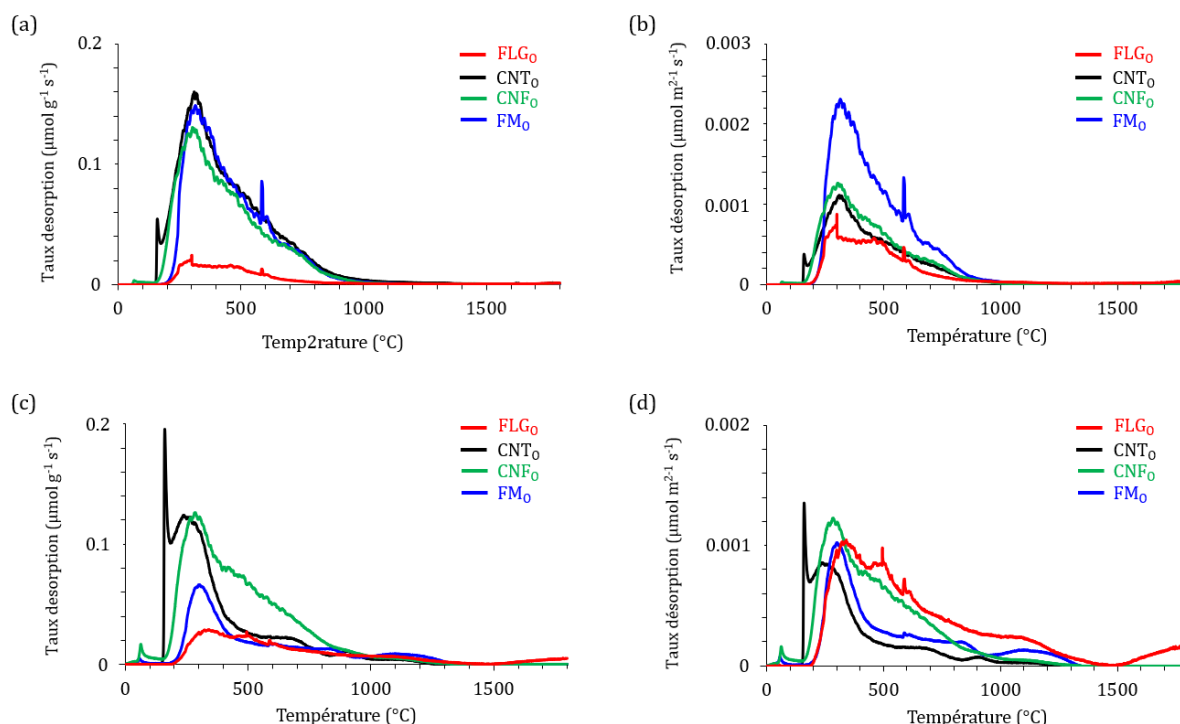 (a)
Taux desorption (µmol g⁻¹ s⁻¹)
0.2
0.1
0
0
500
1000
1500
Temp2rature (°C)
FLG₀
CNT₀
CNF₀
FM₀
(b)
Taux désorption (µmol m²⁻¹ s⁻¹)
0.003
0.002
0.001
0
0
500
1000
1500
Température (°C)
FLG₀
CNT₀
CNF₀
FM₀
(c)
Taux desorption (µmol g⁻¹ s⁻¹)
0.2
0.1
0
0
500
1000
1500
Température (°C)
FLG₀
CNT₀
CNF₀
FM₀
(d)
Taux désorption (µmol m²⁻¹ s⁻¹)
0.002
0.001
0.000
0
500
1000
1500
Température (°C)
FLG₀
CNT₀
CNF₀
FM₀